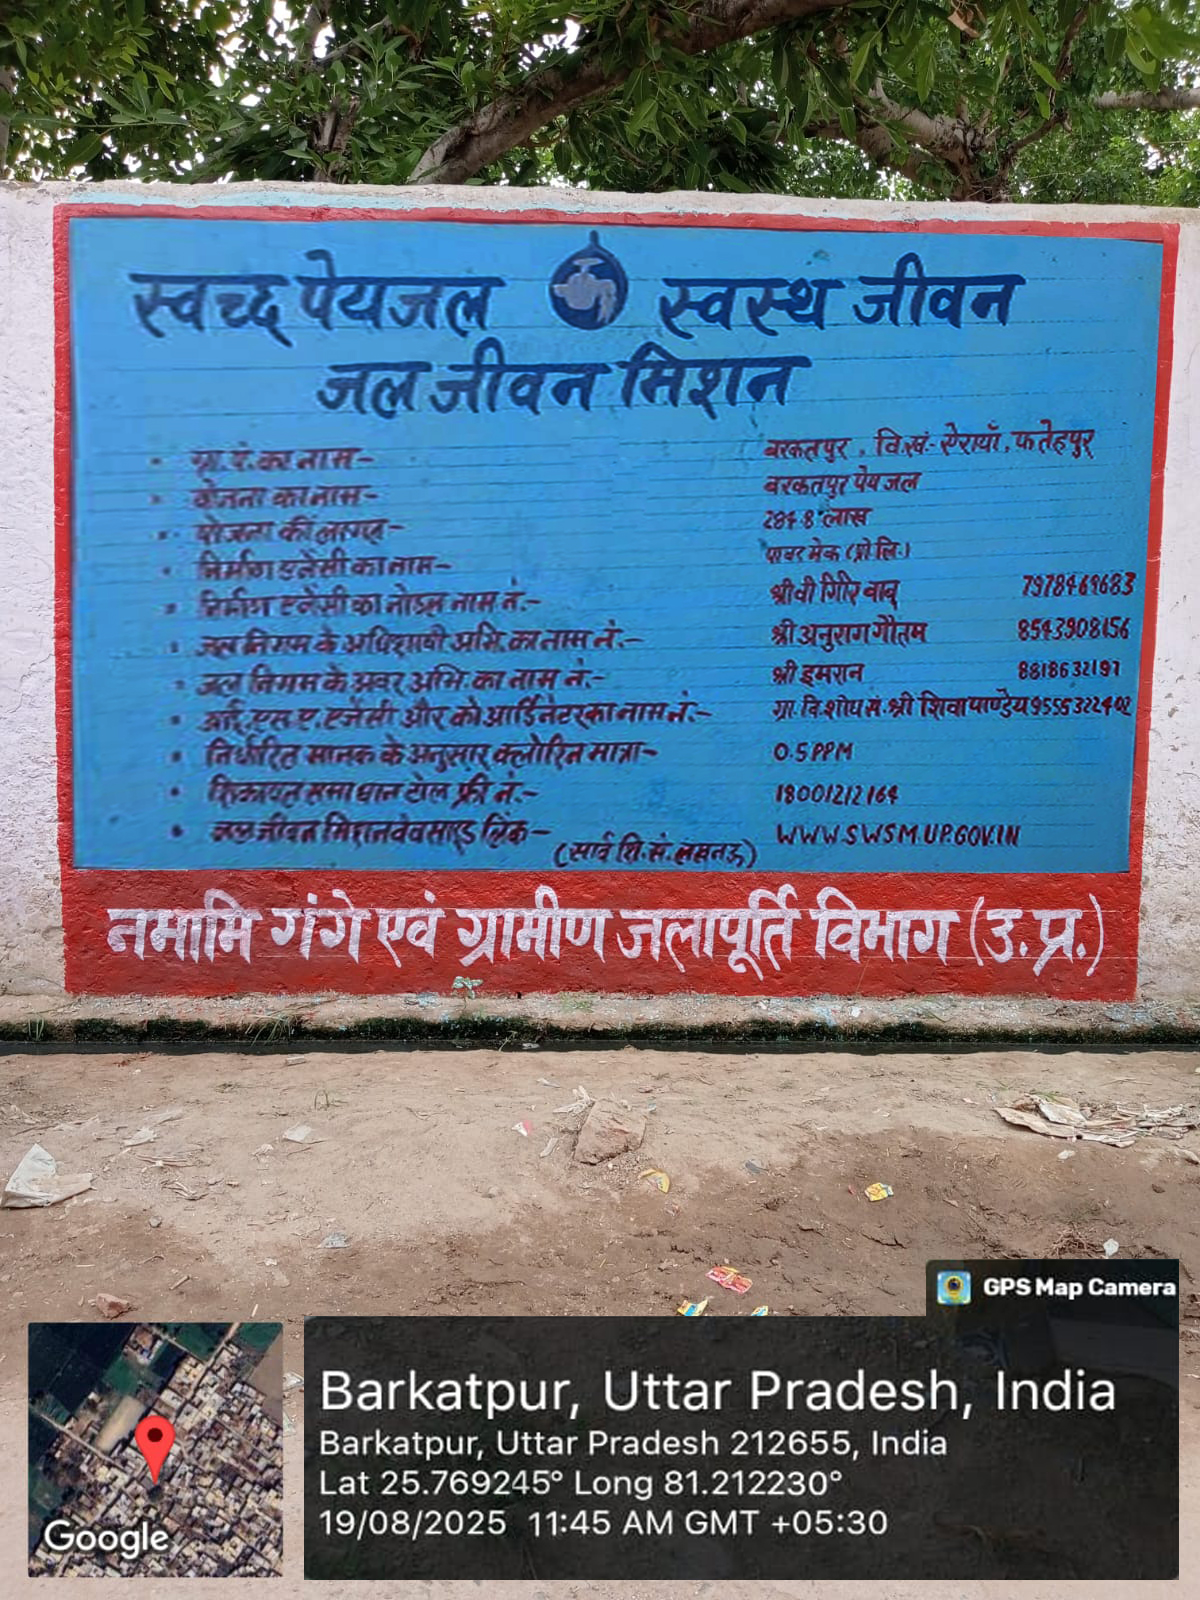 स्वच्छ पेयजल स्वस्थ जीवन
जल जीवन मिशन
ग्रा.पं.का नाम- बरकतपुर, वि.खं.- ऐरायाँ, फतेहपुर
योजना का नाम- बरकतपुर पेयजल
योजना की लागत- 284.8 लाख
निर्माण एजेंसी का नाम- पावर मेक (प्रो.लि.)
निर्माण एजेंसी का नोडल नाम नं.- श्री वी गिरि बाबू 7978469683
जल निगम के अधिशाषी अभि. का नाम नं.- श्री अनुराग गौतम 8543908156
जल निगम के अवर अभि. का नाम नं.- श्री इमरान 8818632197
आई.एस.ए. एजेंसी और को आर्डिनेटर का नाम नं.- ग्रा.वि.शोध सं. श्री शिवा पाण्डेय 9555322402
निर्धारित मानक के अनुसार क्लोरिन मात्रा- 0.5 PPM
शिकायत समाधान टोल फ्री नं.- 18001212164
जल जीवन मिशन वेवसाइड लिंक- WWW.SWSM.UP.GOV.IN
(सार्व शि.सं. लखनऊ)
नमामि गंगे एवं ग्रामीण जलापूर्ति विभाग (उ.प्र.)
GPS Map Camera
Barkatpur, Uttar Pradesh, India
Barkatpur, Uttar Pradesh 212655, India
Lat 25.769245° Long 81.212230°
19/08/2025 11:45 AM GMT +05:30
Google